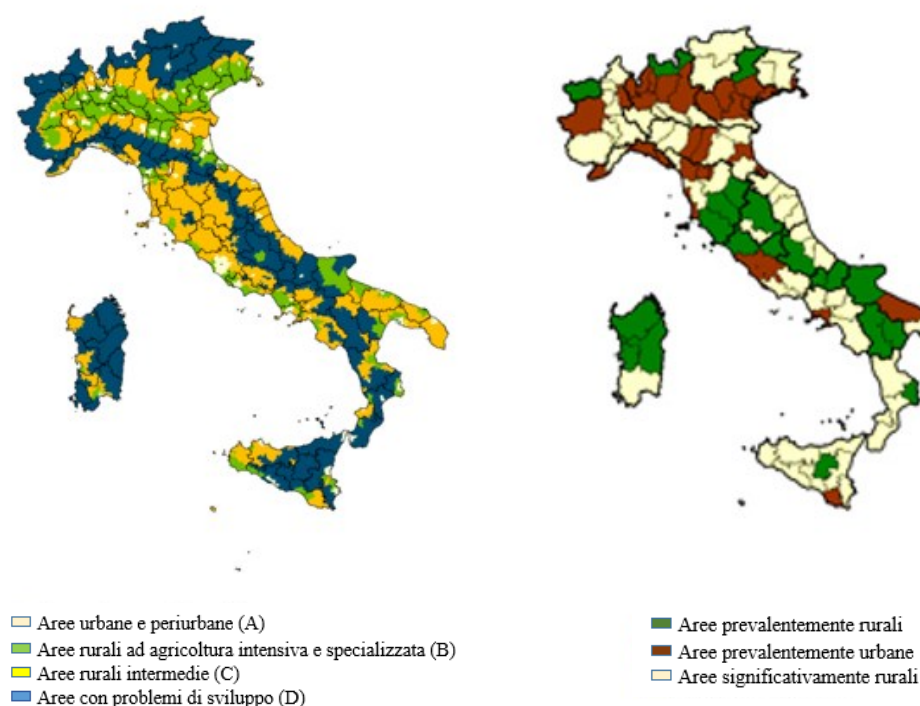 Aree urbane e periurbane (A)
Aree rurali ad agricoltura intensiva e specializzata (B)
Aree rurali intermedie (C)
Aree con problemi di sviluppo (D)
Aree prevalentemente rurali
Aree prevalentemente urbane
Aree significativamente rurali